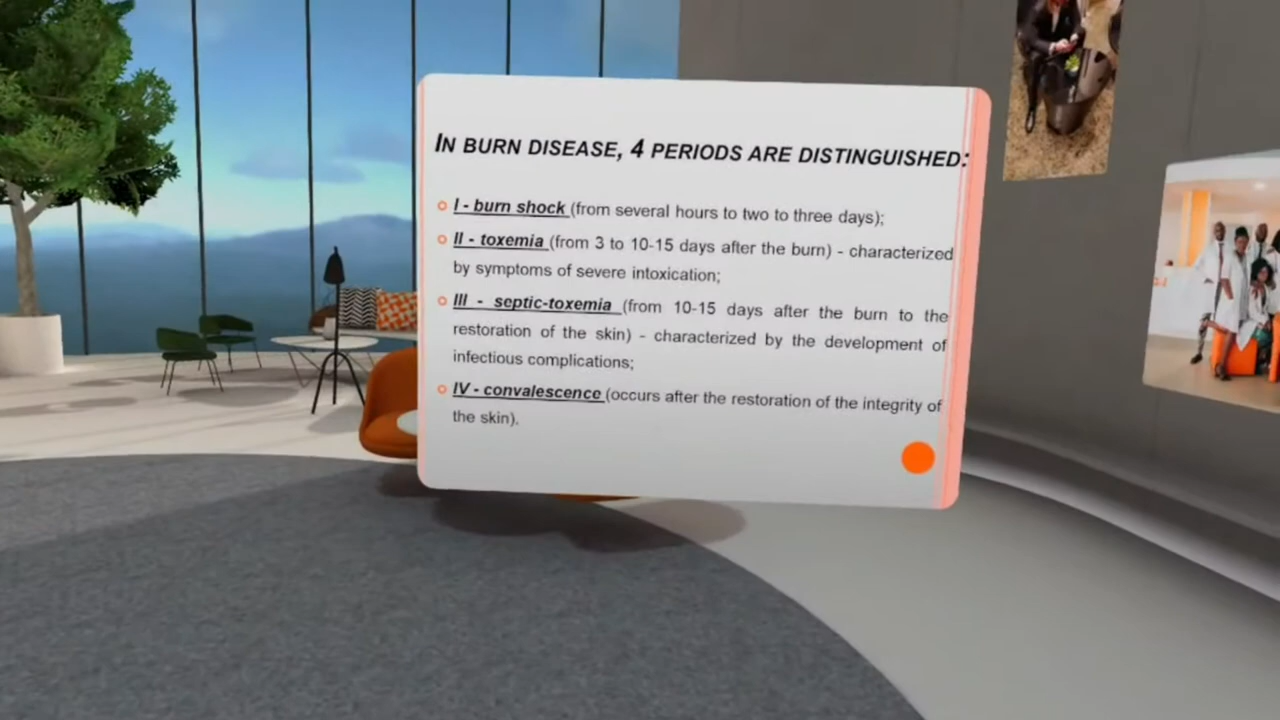 IN BURN DISEASE, 4 PERIODS ARE DISTINGUISHED:
I - burn shock (from several hours to two to three days);
II - toxemia (from 3 to 10-15 days after the burn) - characterized
by symptoms of severe intoxication;
III - septic-toxemia (from 10-15 days after the burn to the
restoration of the skin) - characterized by the development of
infectious complications;
IV - convalescence (occurs after the restoration of the integrity of
the skin).